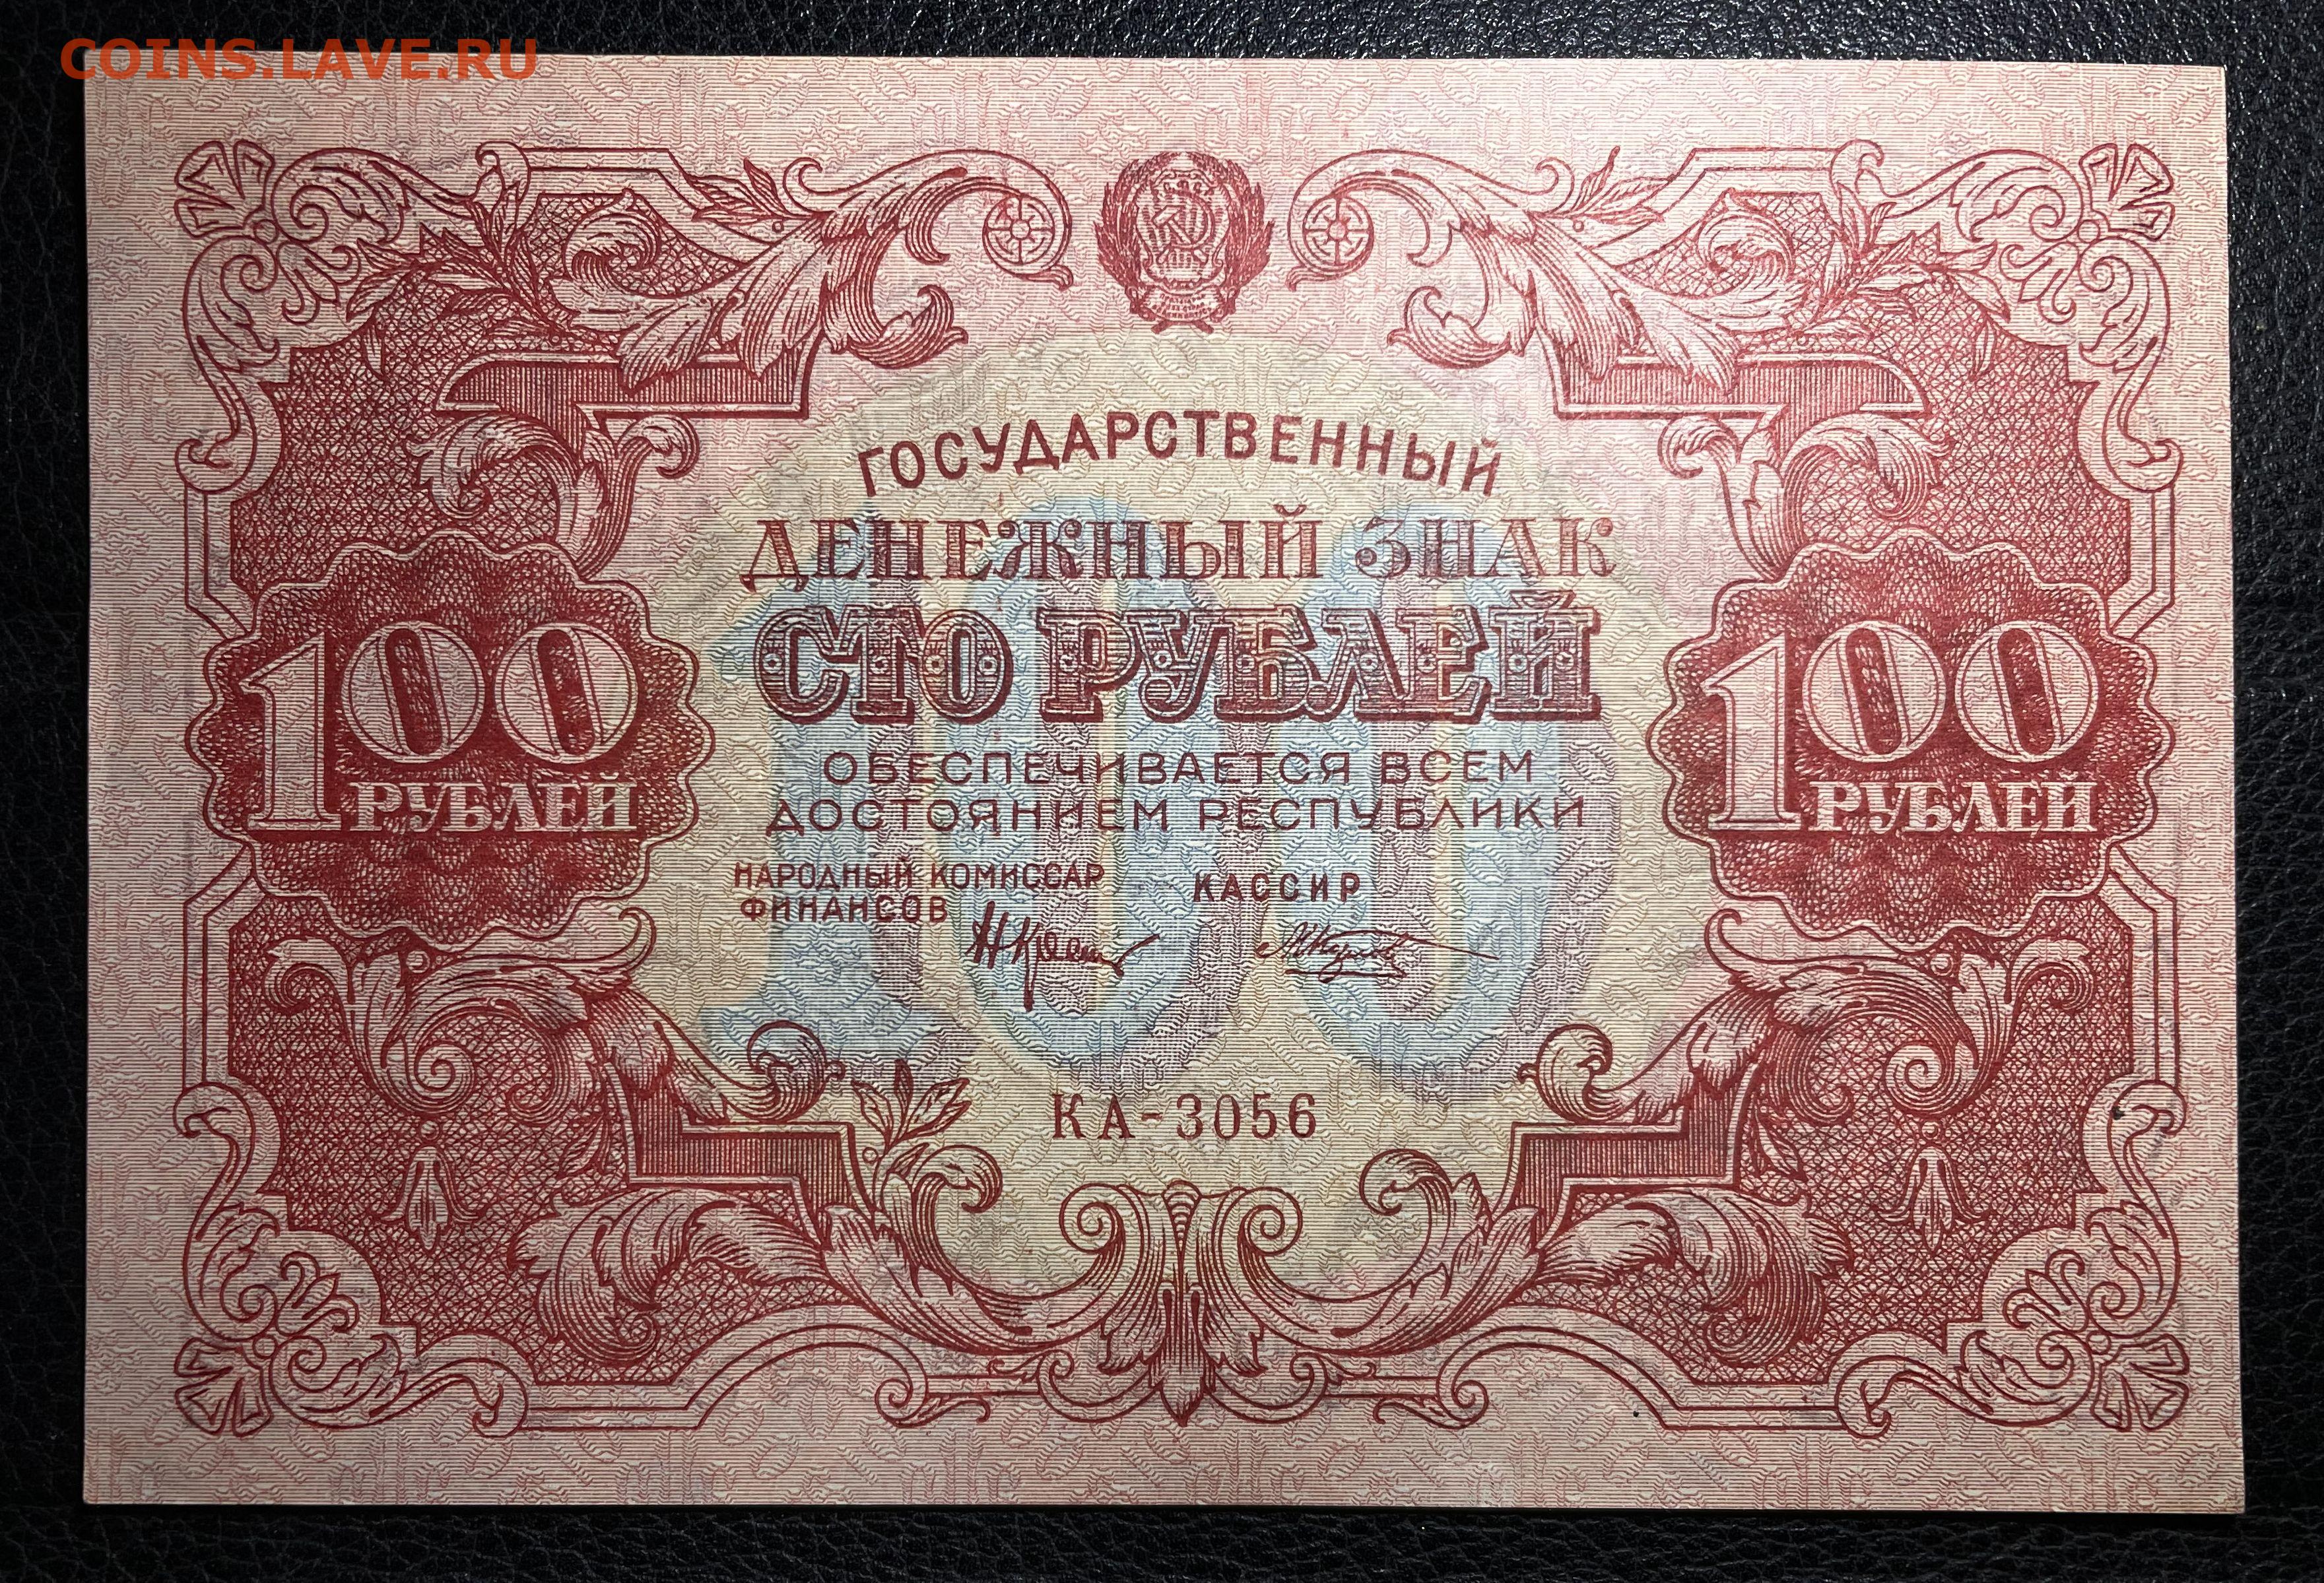 COINS.LAVE.RU
ГОСУДАРСТВЕННЫЙ
ДЕНЕЖНЫЙ ЗНАК
СТО РУБЛЕЙ
100
РУБЛЕЙ
100
РУБЛЕЙ
ОБЕСПЕЧИВАЕТСЯ ВСЕМ
ДОСТОЯНИЕМ РЕСПУБЛИКИ
НАРОДНЫЙ КОМИССАР
ФИНАНСОВ
КАССИР
100
КА-3056